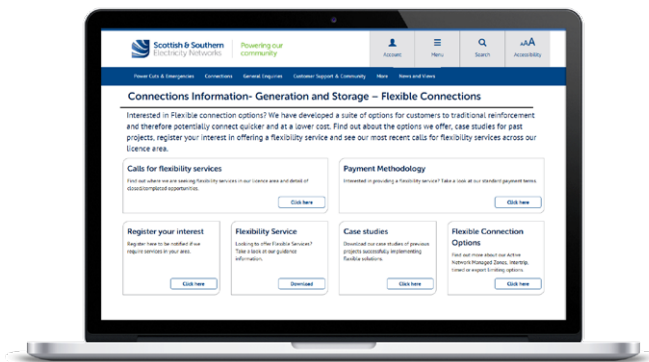 Scottish & Southern
Electricity Networks
Powering our
community
Account
Menu
Search
AAA
Accessibility
Power Cuts & Emergencies Connections General Enquiries Customer Support & Community More News and Views
Connections Information- Generation and Storage – Flexible Connections
Interested in Flexible connection options? We have developed a suite of options for customers to traditional reinforcement
and therefore potentially connect quicker and at a lower cost. Find out about the options we offer, case studies for past
projects, register your interest in offering a flexibility service and see our most recent calls for flexibility services across our
licence area.
Calls for flexibility services
Find out where we are seeking flexibility services in our licence area and detail of
closed/completed opportunities.
Click here
Payment Methodology
Interested in providing a flexibility service? Take a look at our standard payment terms.
Click here
Register your interest
Register here to be notified if we
require services in your area.
Click here
Flexibility Service
Looking to offer Flexible Services?
Take a look at our guidance
information.
Download
Case studies
Download our case studies of previous
projects successfully implementing
flexible solutions.
Click here
Flexible Connection
Options
Find out more about our Active
Network Managed Zones, Intertrip,
timed or export limiting options.
Click here